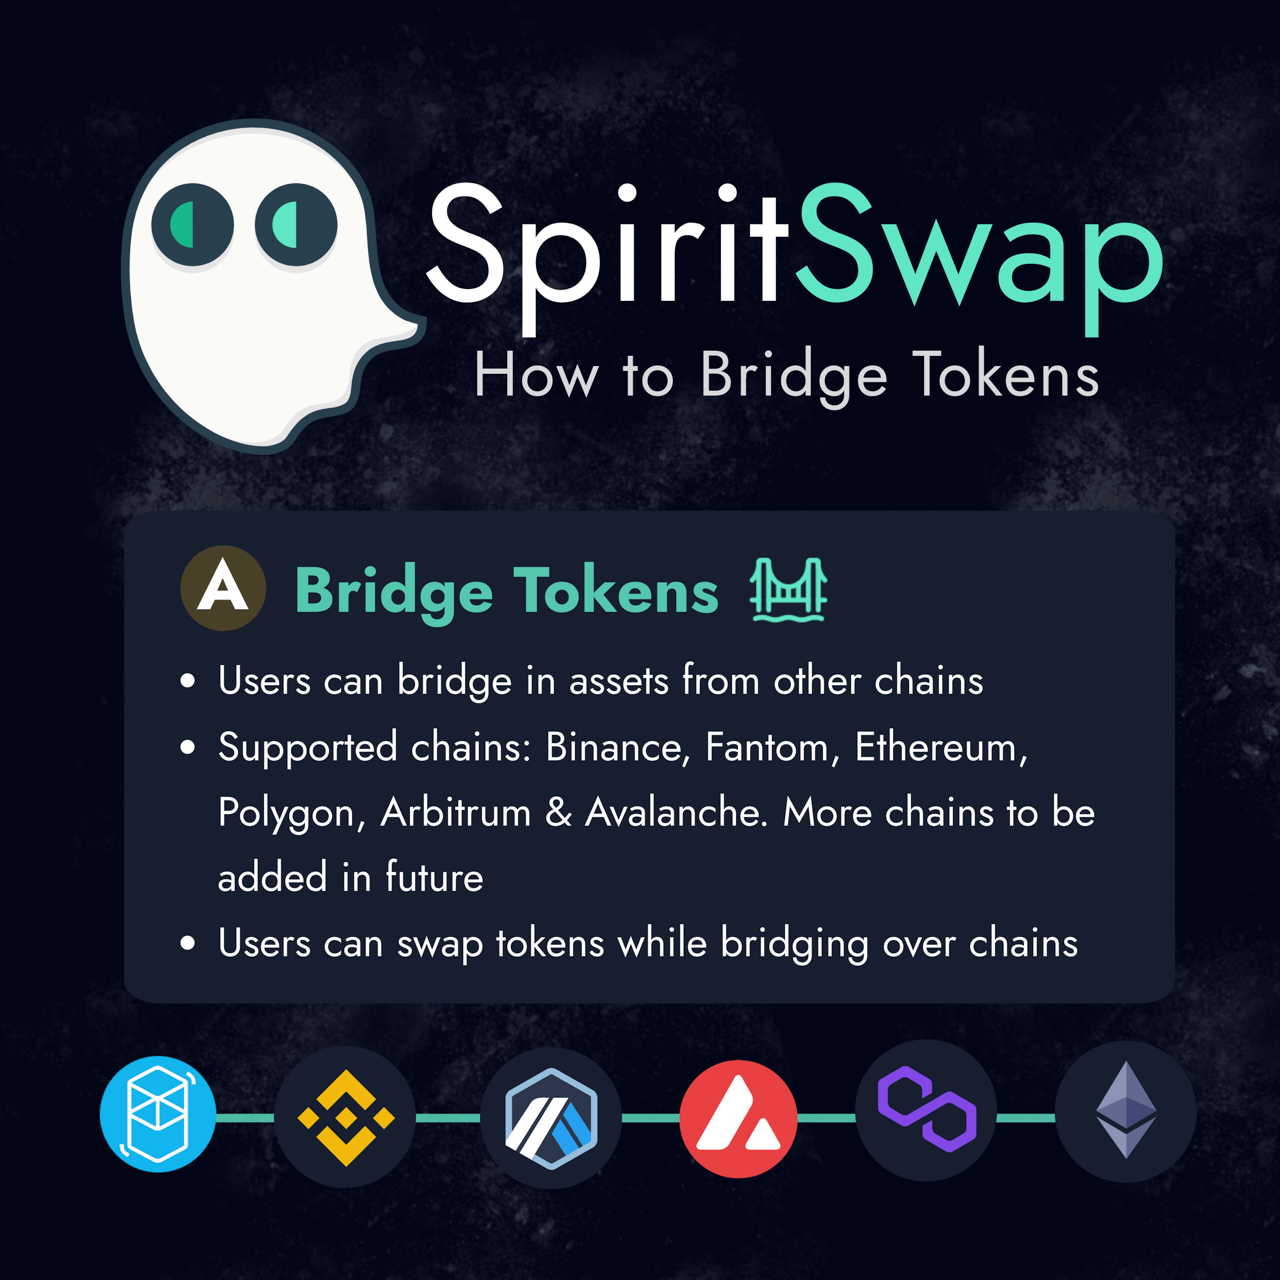 SpiritSwap
How to Bridge Tokens
A Bridge Tokens
• Users can bridge in assets from other chains
• Supported chains: Binance, Fantom, Ethereum,
Polygon, Arbitrum & Avalanche. More chains to be
added in future
• Users can swap tokens while bridging over chains